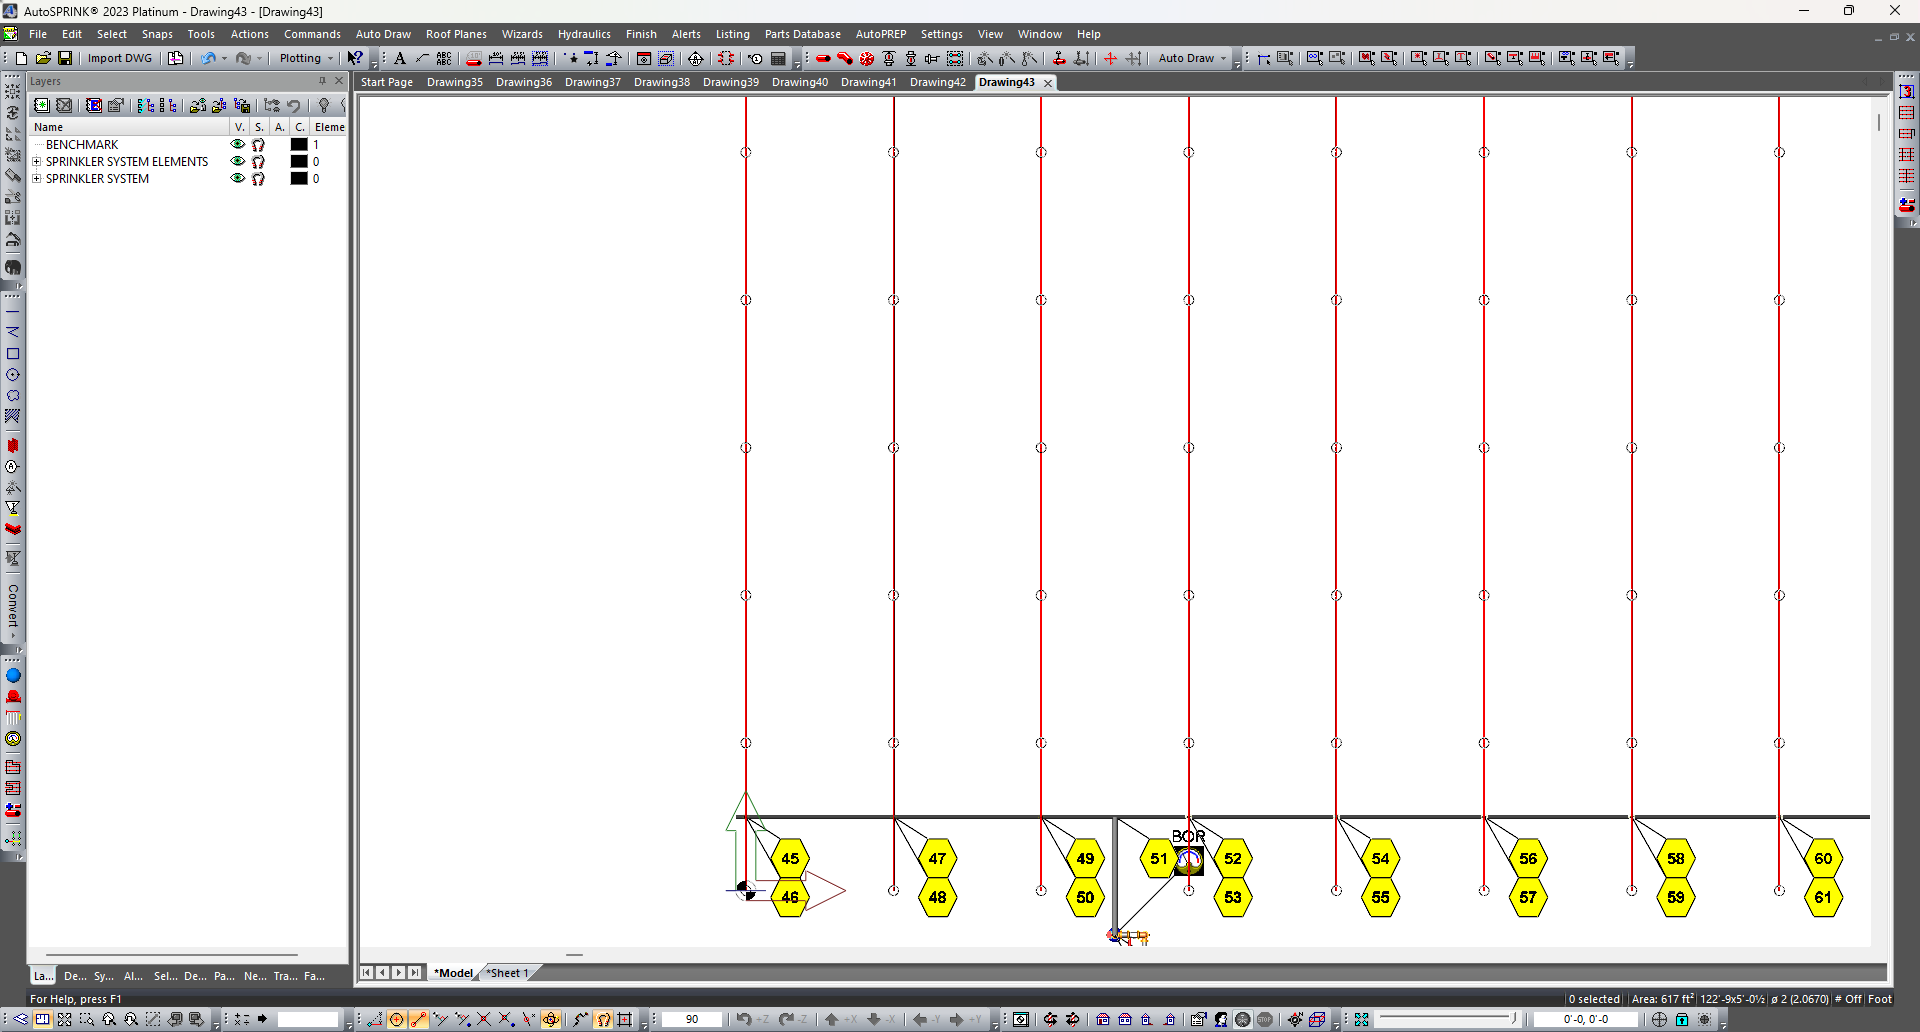 AutoSPRINK® 2023 Platinum - Drawing43 - [Drawing43]
File Edit Select Snaps Tools Actions Commands Auto Draw Roof Planes Wizards Hydraulics Finish Alerts Listing Parts Database AutoPREP Settings View Window Help
Import DWG Plotting A ABC Auto Draw
Layers
Start Page Drawing35 Drawing36 Drawing37 Drawing38 Drawing39 Drawing40 Drawing41 Drawing42 Drawing43
Name V. S. A. C. Eleme
BENCHMARK 1
SPRINKLER SYSTEM ELEMENTS 0
SPRINKLER SYSTEM 0
Convert
BOR
45 47 49 51 52 54 56 58 60
46 48 50 53 55 57 59 61
La... De... Sy... Al... Sel... De... Pa... Ne... Tra... Fa...
*Model *Sheet 1
For Help, press F1
0 selected Area: 617 ft² 122'-9x5'-0½ ø 2 (2.0670) # Off Foot
90 +Z -Z +X -X -Y +Y 0'-0, 0'-0